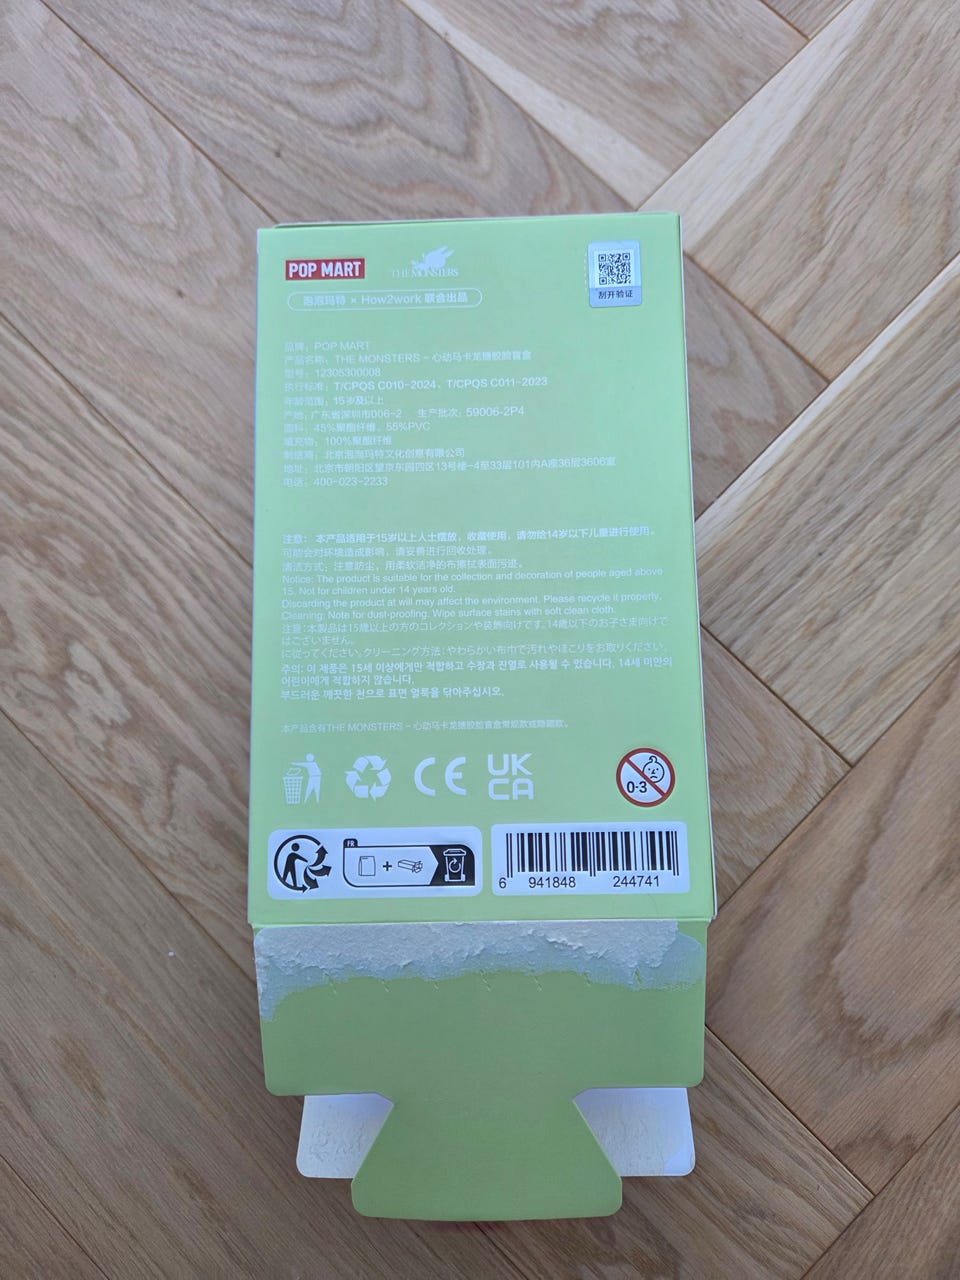 POP MART
THE MONSTERS
泡泡玛特 × How2work 联合出品
刮开验证
品牌：POP MART
产品名称：THE MONSTERS - 心动马卡龙搪胶脸盲盒
型号：12305300008
执行标准：T/CPQS C010-2024、T/CPQS C011-2023
年龄范围：15岁及以上
产地：广东省深圳市006-2 生产批次：59006-2P4
面料：45%聚酯纤维、55%PVC
填充物：100%聚酯纤维
制造商：北京泡泡玛特文化创意有限公司
地址：北京市朝阳区望京东园四区13号楼-4至33层101内A座36层3606室
电话：400-023-2233
注意：本产品适用于15岁以上人士摆放，收藏使用，请勿给14岁以下儿童进行使用。
可能会对环境造成影响，请妥善进行回收处理。
清洁方式：注意防尘，用柔软洁净的布擦拭表面污迹。
Notice: The product is suitable for the collection and decoration of people aged above
15. Not for children under 14 years old.
Discarding the product at will may affect the environment. Please recycle it properly.
Cleaning: Note for dust-proofing. Wipe surface stains with soft clean cloth.
注意：本製品は15歳以上の方のコレクションや装飾向けです。14歳以下のお子さま向けで
はございません。
に従ってください。クリーニング方法：やわらかい布巾で汚れやほこりをお取りください。
주의: 이 제품은 15세 이상에게만 적합하고 수장과 진열로 사용될 수 있습니다. 14세 미만의
어린이에게 적합하지 않습니다.
부드러운 깨끗한 천으로 표면 얼룩을 닦아주십시오.
本产品含有THE MONSTERS - 心动马卡龙搪胶脸盲盒常规款或隐藏款。
CE
UK
CA
0-3
FR
+
6 941848 244741